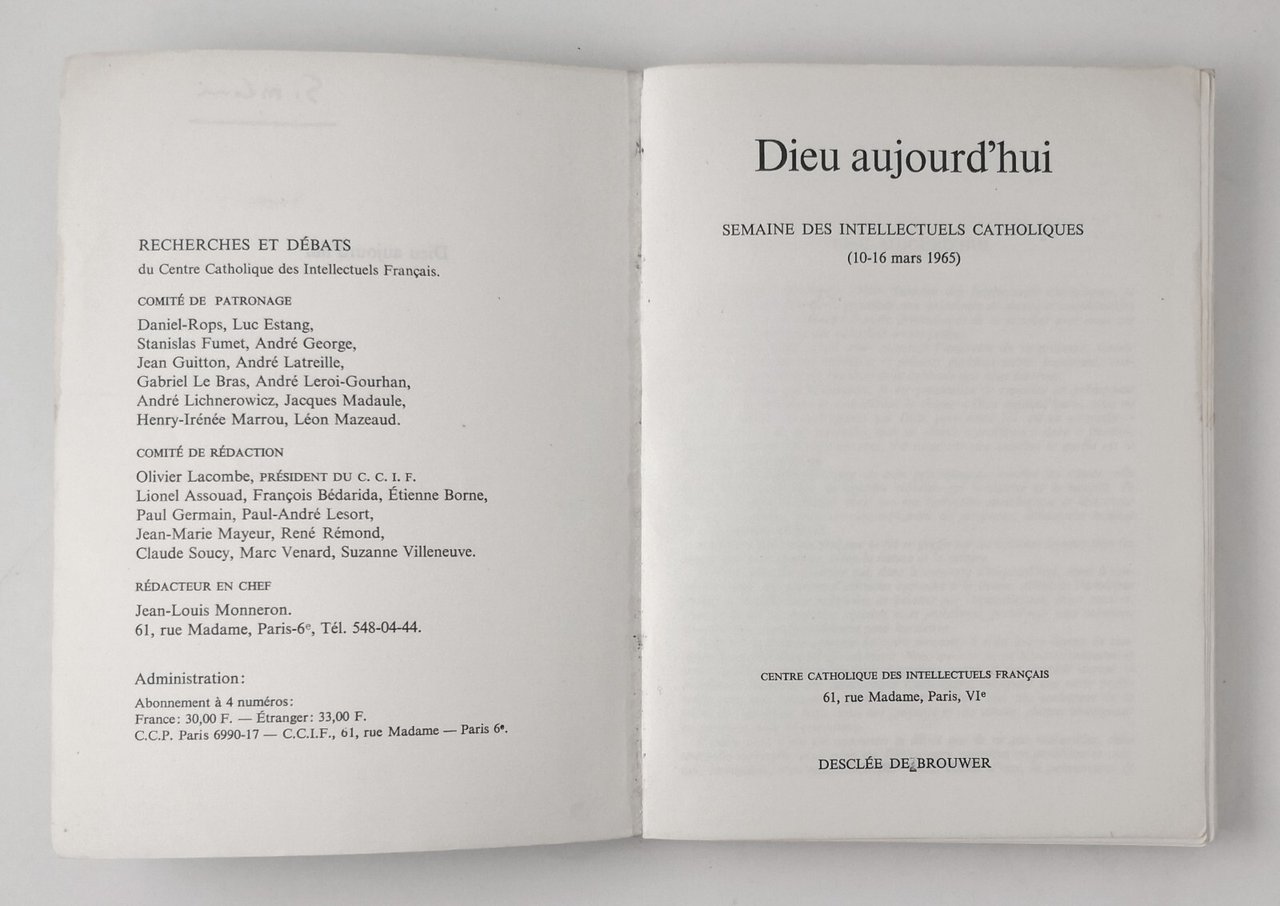 RECHERCHES ET DÉBATS
du Centre Catholique des Intellectuels Français.
COMITÉ DE PATRONAGE
Daniel-Rops, Luc Estang,
Stanislas Fumet, André George,
Jean Guitton, André Latreille,
Gabriel Le Bras, André Leroi-Gourhan,
André Lichnerowicz, Jacques Madaule,
Henry-Irénée Marrou, Léon Mazeaud.
COMITÉ DE RÉDACTION
Olivier Lacombe, PRÉSIDENT DU C. C. I. F.
Lionel Assouad, François Bédarida, Étienne Borne,
Paul Germain, Paul-André Lesort,
Jean-Marie Mayeur, René Rémond,
Claude Soucy, Marc Venard, Suzanne Villeneuve.
RÉDACTEUR EN CHEF
Jean-Louis Monneron.
61, rue Madame, Paris-6ᵉ, Tél. 548-04-44.
Administration:
Abonnement à 4 numéros:
France: 30,00 F. — Étranger: 33,00 F.
C.C.P. Paris 6990-17 — C.C.I.F., 61, rue Madame — Paris 6ᵉ.
Dieu aujourd’hui
SEMAINE DES INTELLECTUELS CATHOLIQUES
(10-16 mars 1965)
CENTRE CATHOLIQUE DES INTELLECTUELS FRANÇAIS
61, rue Madame, Paris, VIᵉ
DESCLÉE DE BROUWER